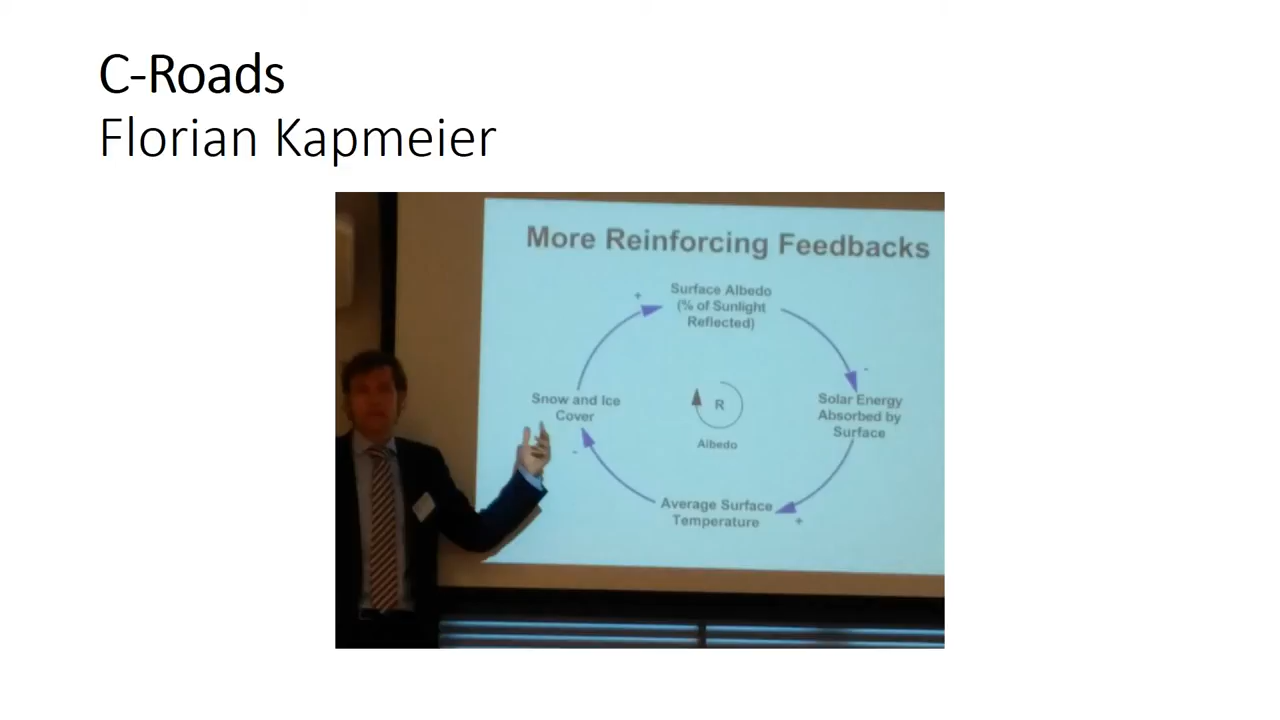 C-Roads
Florian Kapmeier
More Reinforcing Feedbacks
+
Surface Albedo
(% of Sunlight
Reflected)
-
Snow and Ice
Cover
R
Albedo
Solar Energy
Absorbed by
Surface
-
Average Surface
Temperature
+